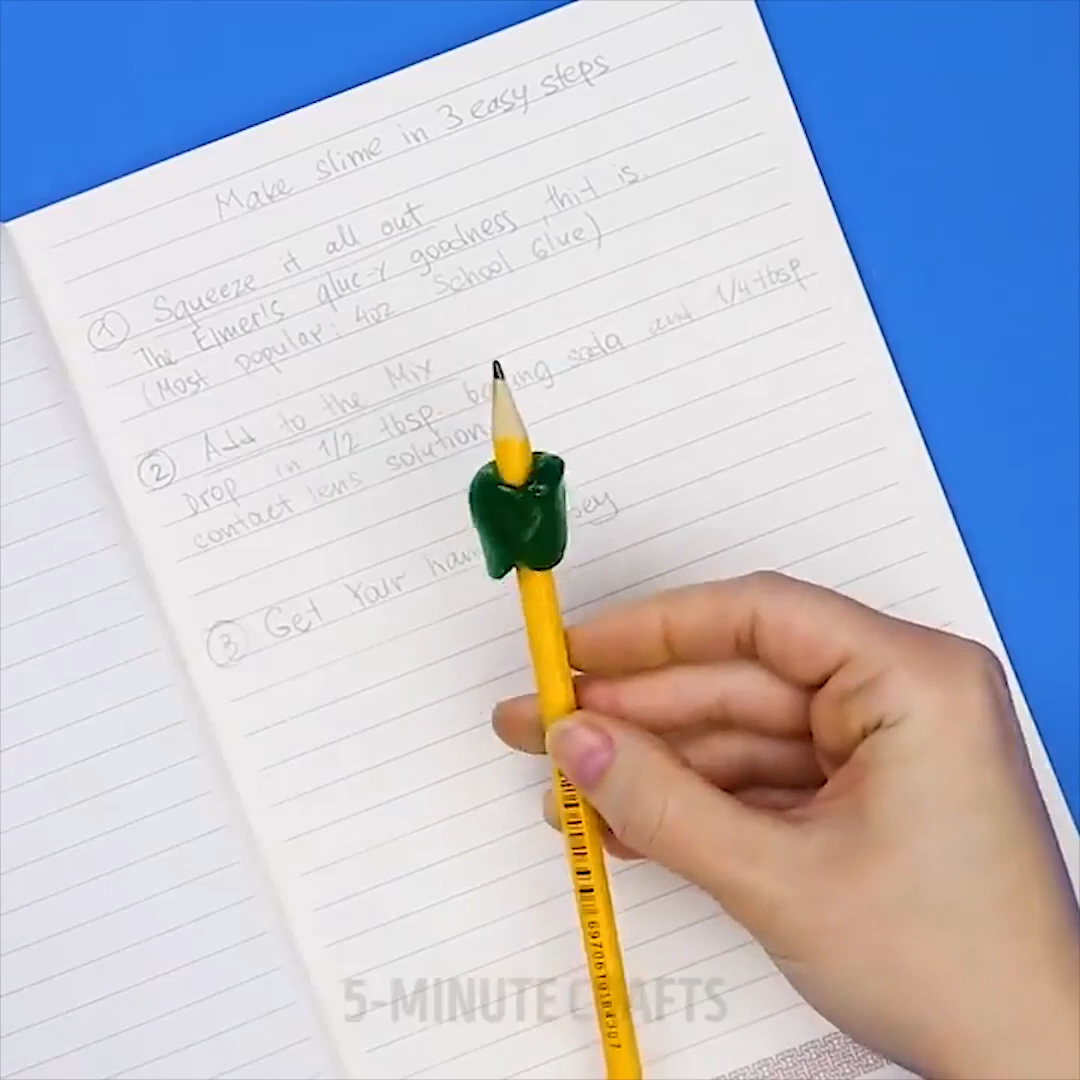 Make slime in 3 easy steps
① Squeeze it all out
The Elmer's glue-y goodness that is.
(Most popular: 4oz School Glue)
② Add to the Mix
Drop in 1/2 tbsp. baking soda and 1/4 tbsp
contact lens solution
③ Get Your
6970619184307
5-MINUTE CRAFTS